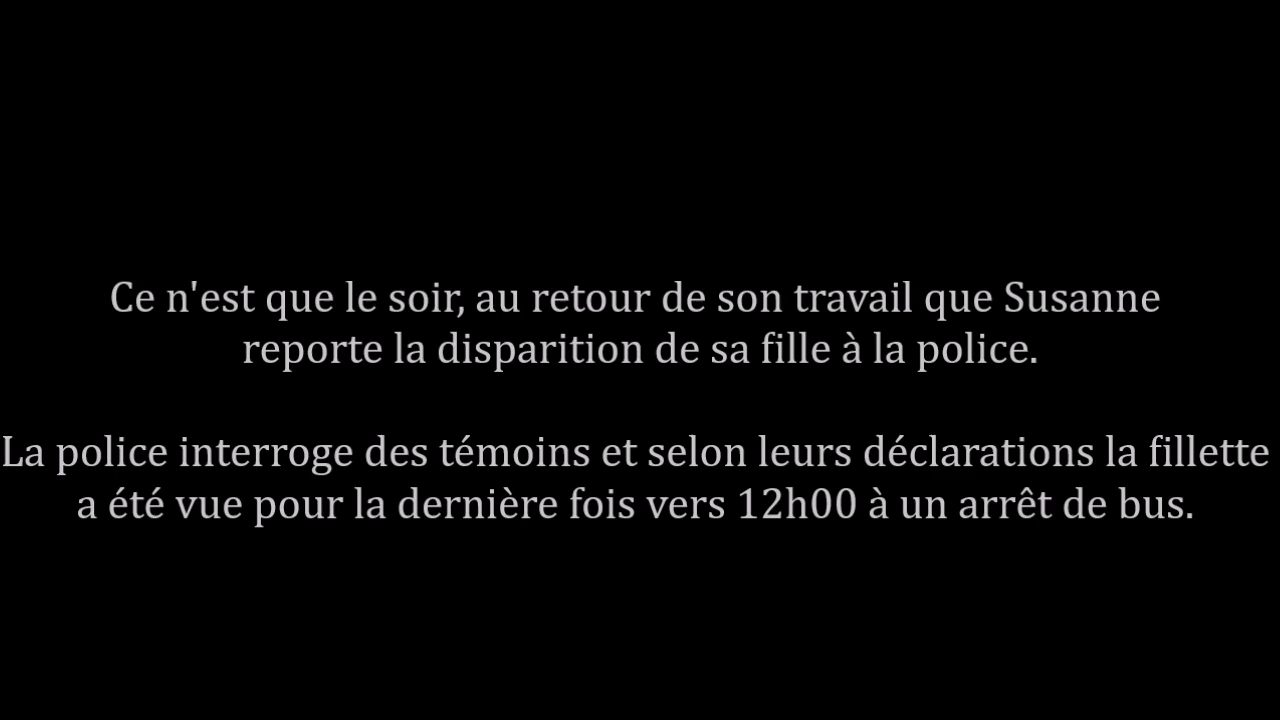 Ce n'est que le soir, au retour de son travail que Susanne
reporte la disparition de sa fille à la police.
La police interroge des témoins et selon leurs déclarations la fillette
a été vue pour la dernière fois vers 12h00 à un arrêt de bus.